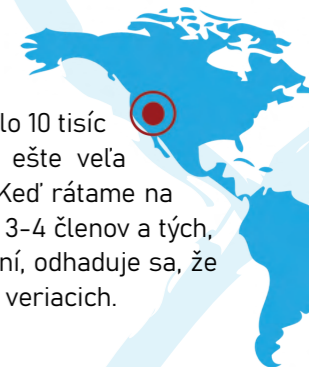 lo 10 tisíc
ešte veľa
Keď rátame na
3-4 členov a tých,
ní, odhaduje sa, že
veriacich.